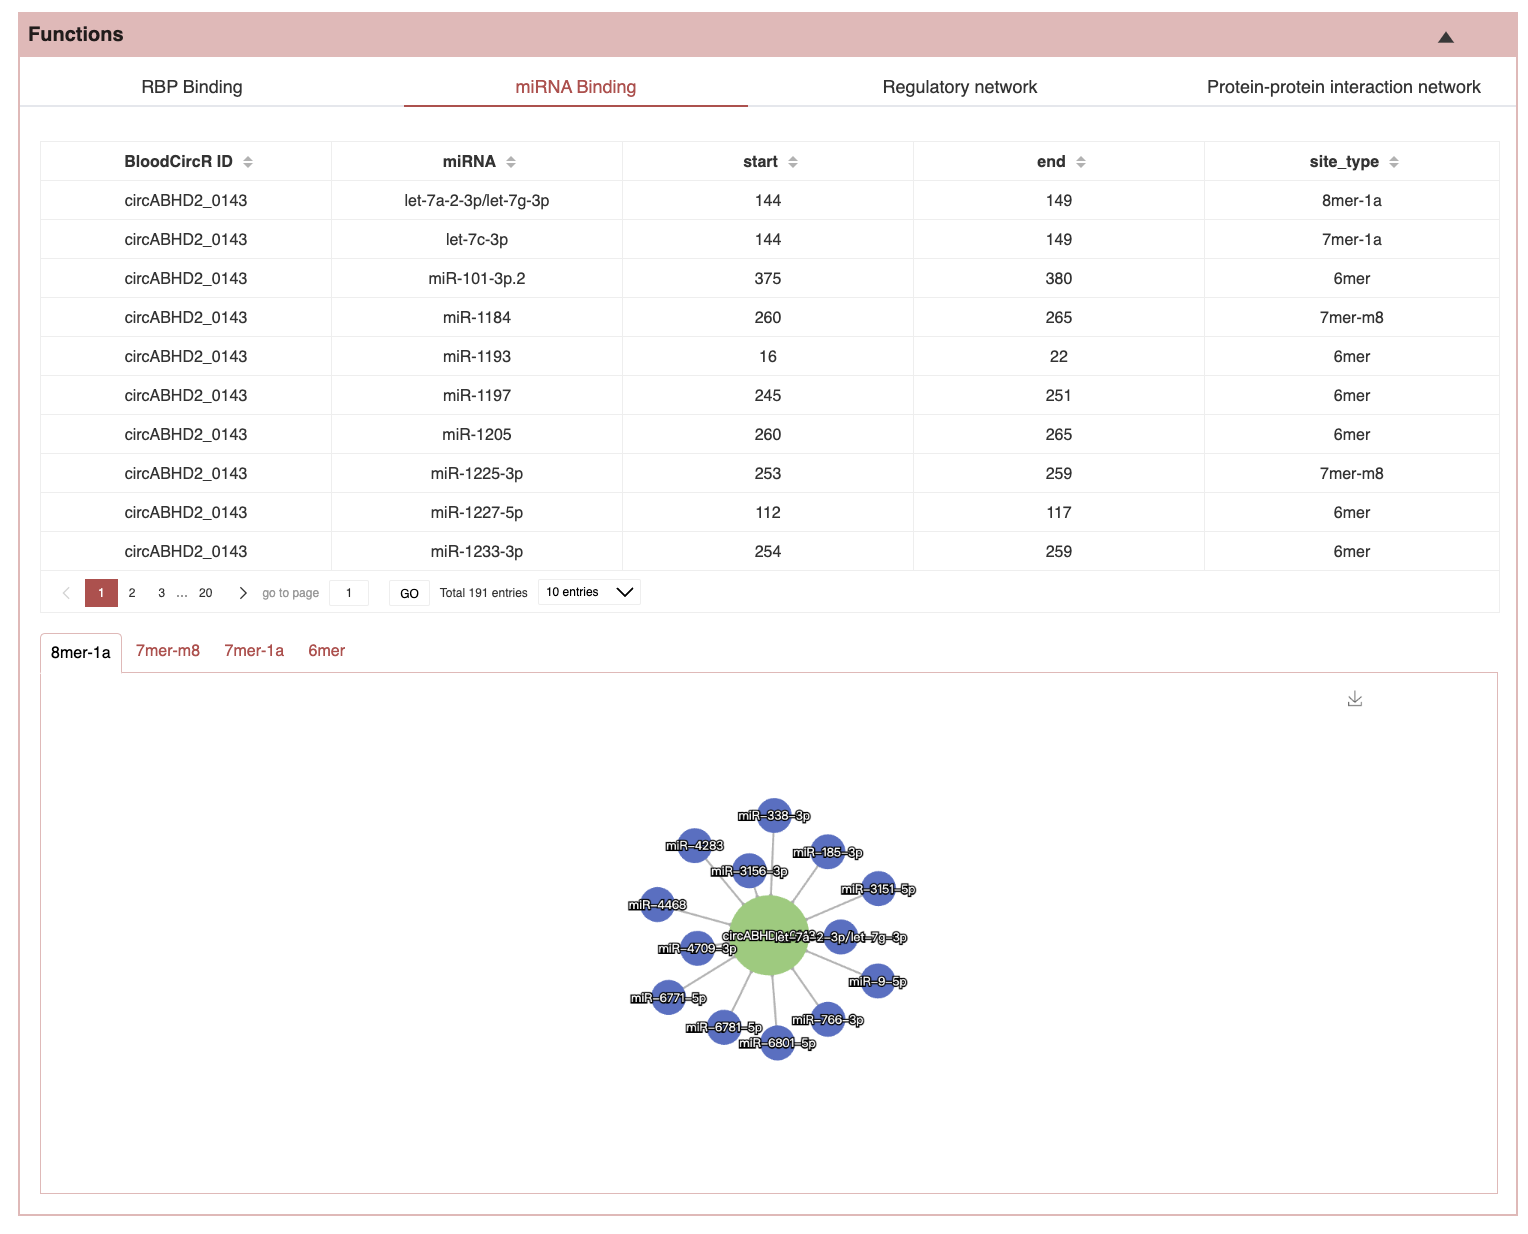 Functions
RBP Binding miRNA Binding Regulatory network Protein-protein interaction network
BloodCircR ID miRNA start end site_type
circABHD2_0143 let-7a-2-3p/let-7g-3p 144 149 8mer-1a
circABHD2_0143 let-7c-3p 144 149 7mer-1a
circABHD2_0143 miR-101-3p.2 375 380 6mer
circABHD2_0143 miR-1184 260 265 7mer-m8
circABHD2_0143 miR-1193 16 22 6mer
circABHD2_0143 miR-1197 245 251 6mer
circABHD2_0143 miR-1205 260 265 6mer
circABHD2_0143 miR-1225-3p 253 259 7mer-m8
circABHD2_0143 miR-1227-5p 112 117 6mer
circABHD2_0143 miR-1233-3p 254 259 6mer
1 2 3 ... 20 go to page 1 GO Total 191 entries 10 entries
8mer-1a 7mer-m8 7mer-1a 6mer
miR-338-3p
miR-4283
miR-185-3p
miR-3156-3p
miR-3151-5p
miR-4468
let-7a-2-3p/let-7g-3p
miR-4709-3p
miR-9-5p
miR-6771-5p
miR-766-3p
miR-6781-5p
miR-6801-5p